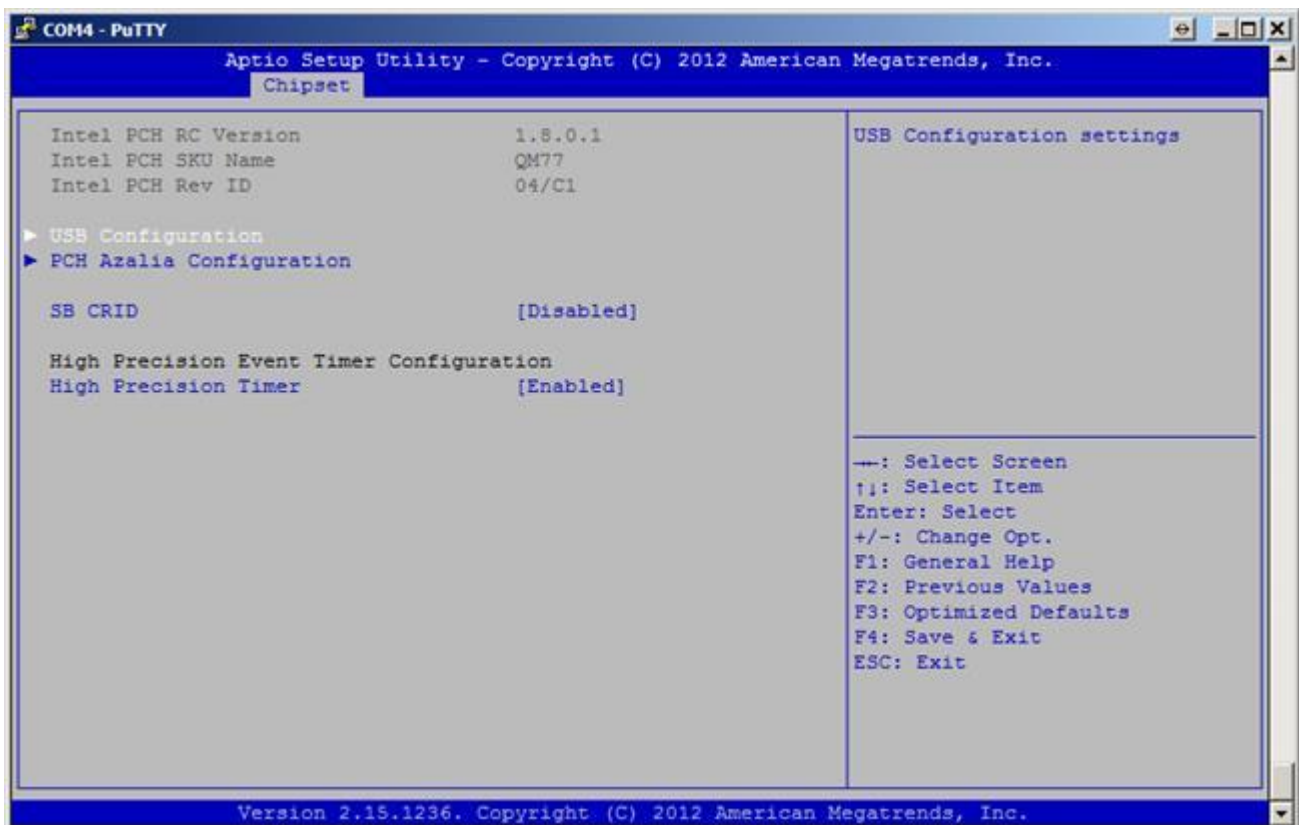 COM4 - PuTTY
Aptio Setup Utility - Copyright (C) 2012 American Megatrends, Inc.
Chipset
Intel PCH RC Version 1.8.0.1
Intel PCH SKU Name QM77
Intel PCH Rev ID 04/C1
► USB Configuration
► PCH Azalia Configuration
SB CRID [Disabled]
High Precision Event Timer Configuration
High Precision Timer [Enabled]
USB Configuration settings
→←: Select Screen
↑↓: Select Item
Enter: Select
+/-: Change Opt.
F1: General Help
F2: Previous Values
F3: Optimized Defaults
F4: Save & Exit
ESC: Exit
Version 2.15.1236. Copyright (C) 2012 American Megatrends, Inc.